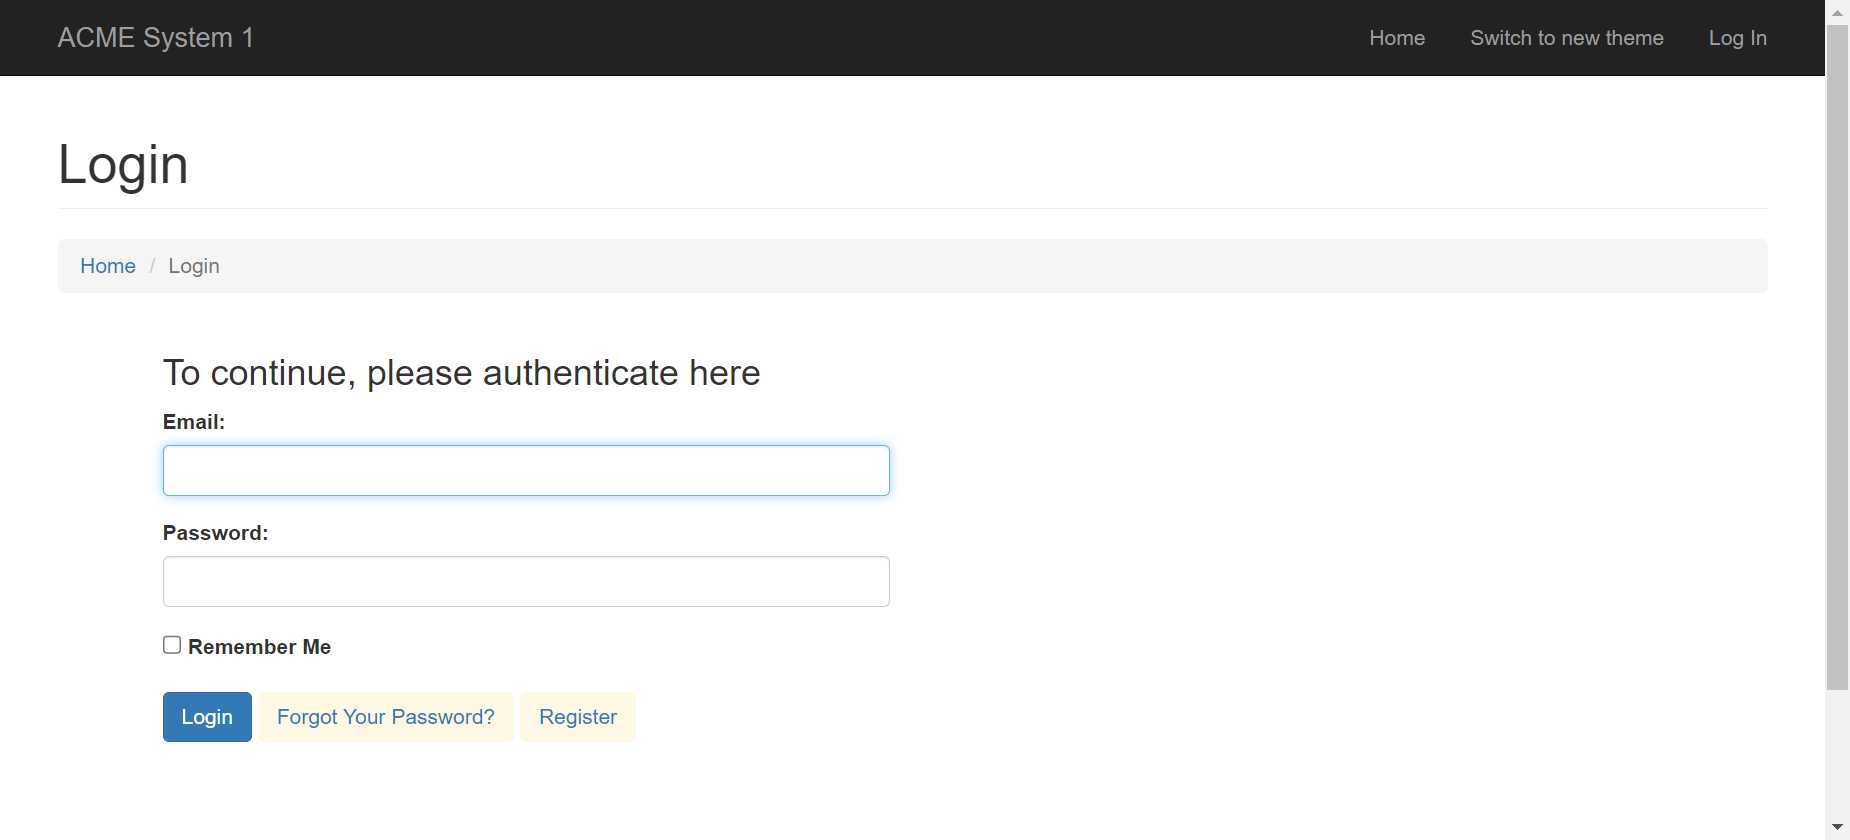 ACME System 1 Home Switch to new theme Log In
Login
Home / Login
To continue, please authenticate here
Email:
Password:
Remember Me
Login Forgot Your Password? Register